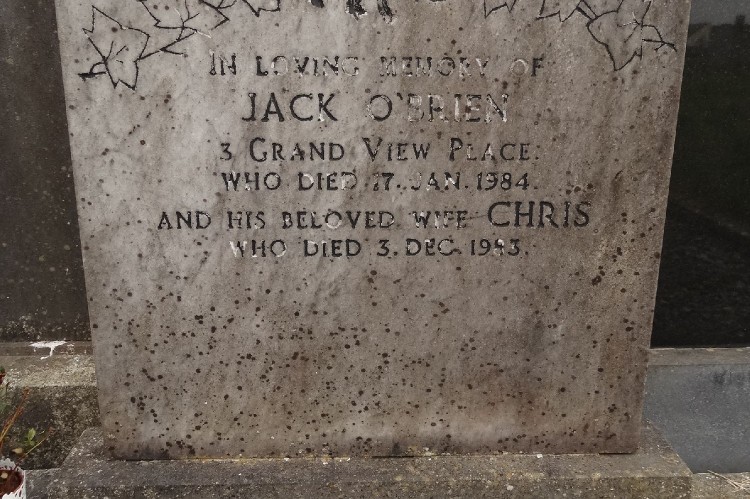 IN LOVING MEMORY OF
JACK O'BRIEN
3 GRAND VIEW PLACE.
WHO DIED 17. JAN. 1984.
AND HIS BELOVED WIFE CHRIS
WHO DIED 3. DEC. 1983.